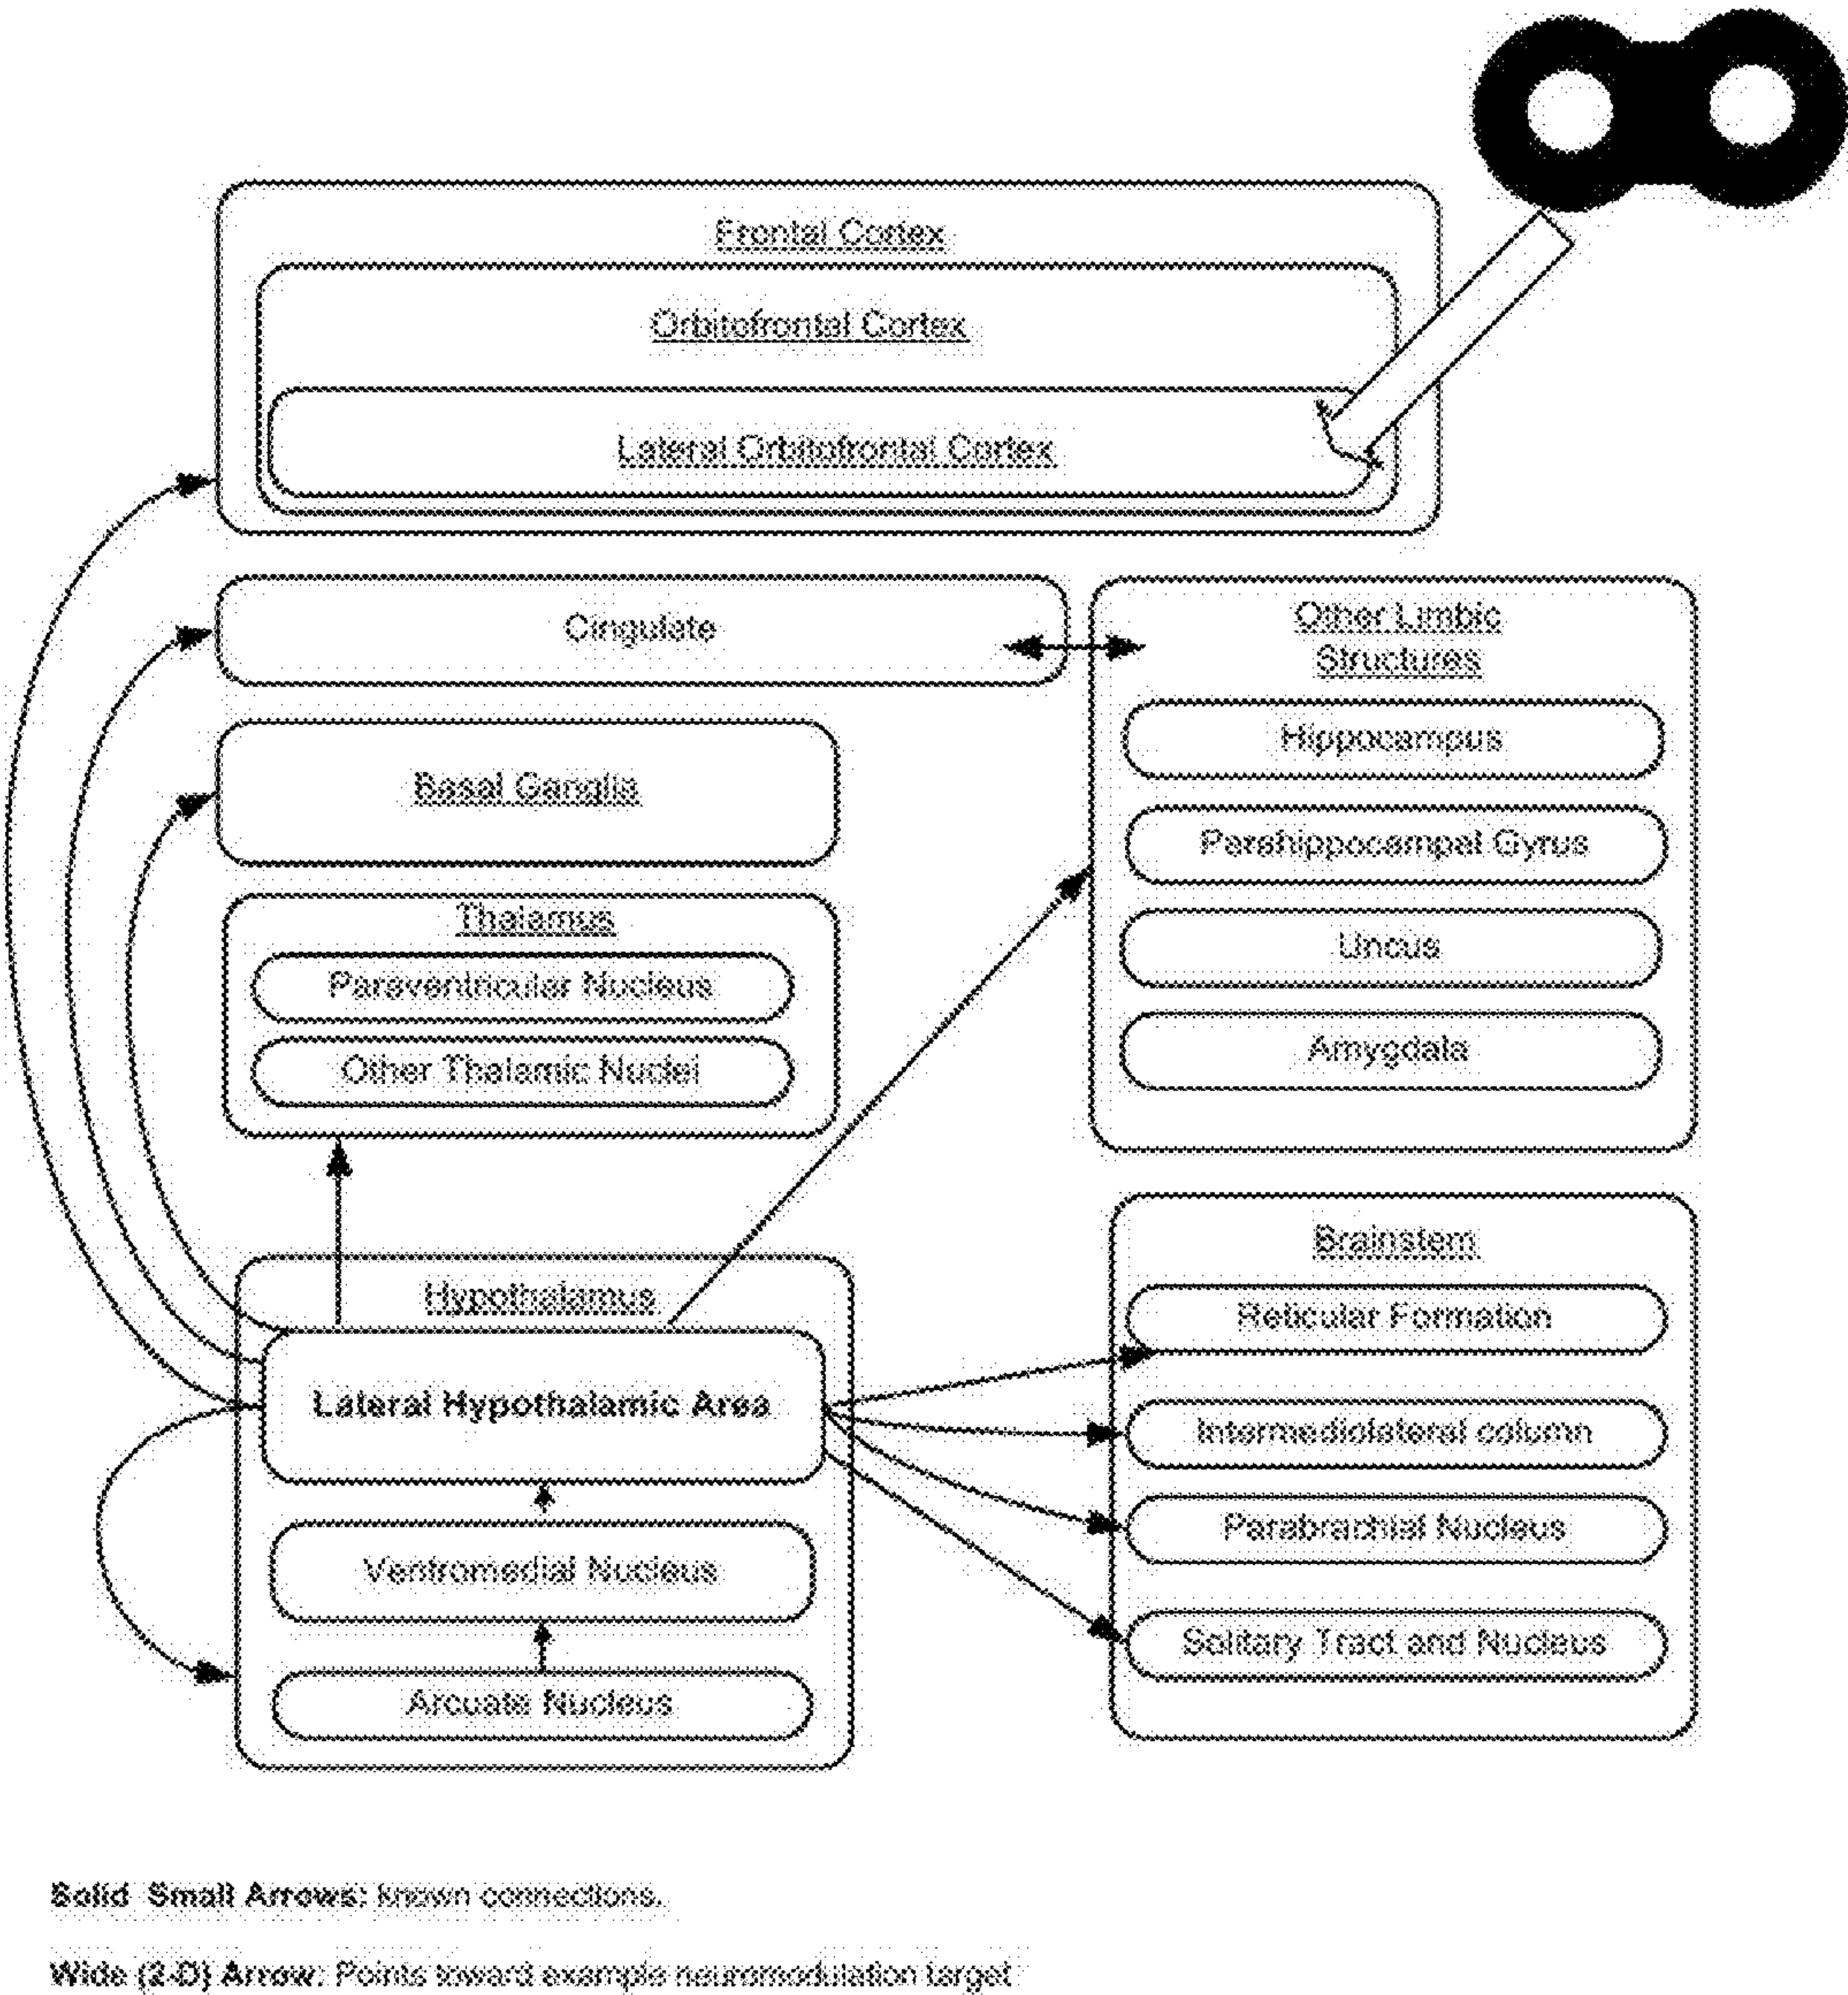 Frontal Cortex
Orbitofrontal Cortex
Lateral Orbitofrontal Cortex
Cingulate
Basal Ganglia
Thalamus
Paraventricular Nucleus
Other Thalamic Nuclei
Other Limbic
Structures
Hippocampus
Parahippocampal Gyrus
Uncus
Amygdala
Hypothalamus
Lateral Hypothalamic Area
Ventromedial Nucleus
Arcuate Nucleus
Brainstem
Reticular Formation
Intermediolateral column
Parabrachial Nucleus
Solitary Tract and Nucleus
Solid Small Arrows: known connections.
Wide (2-D) Arrow: Points toward example neuromodulation target